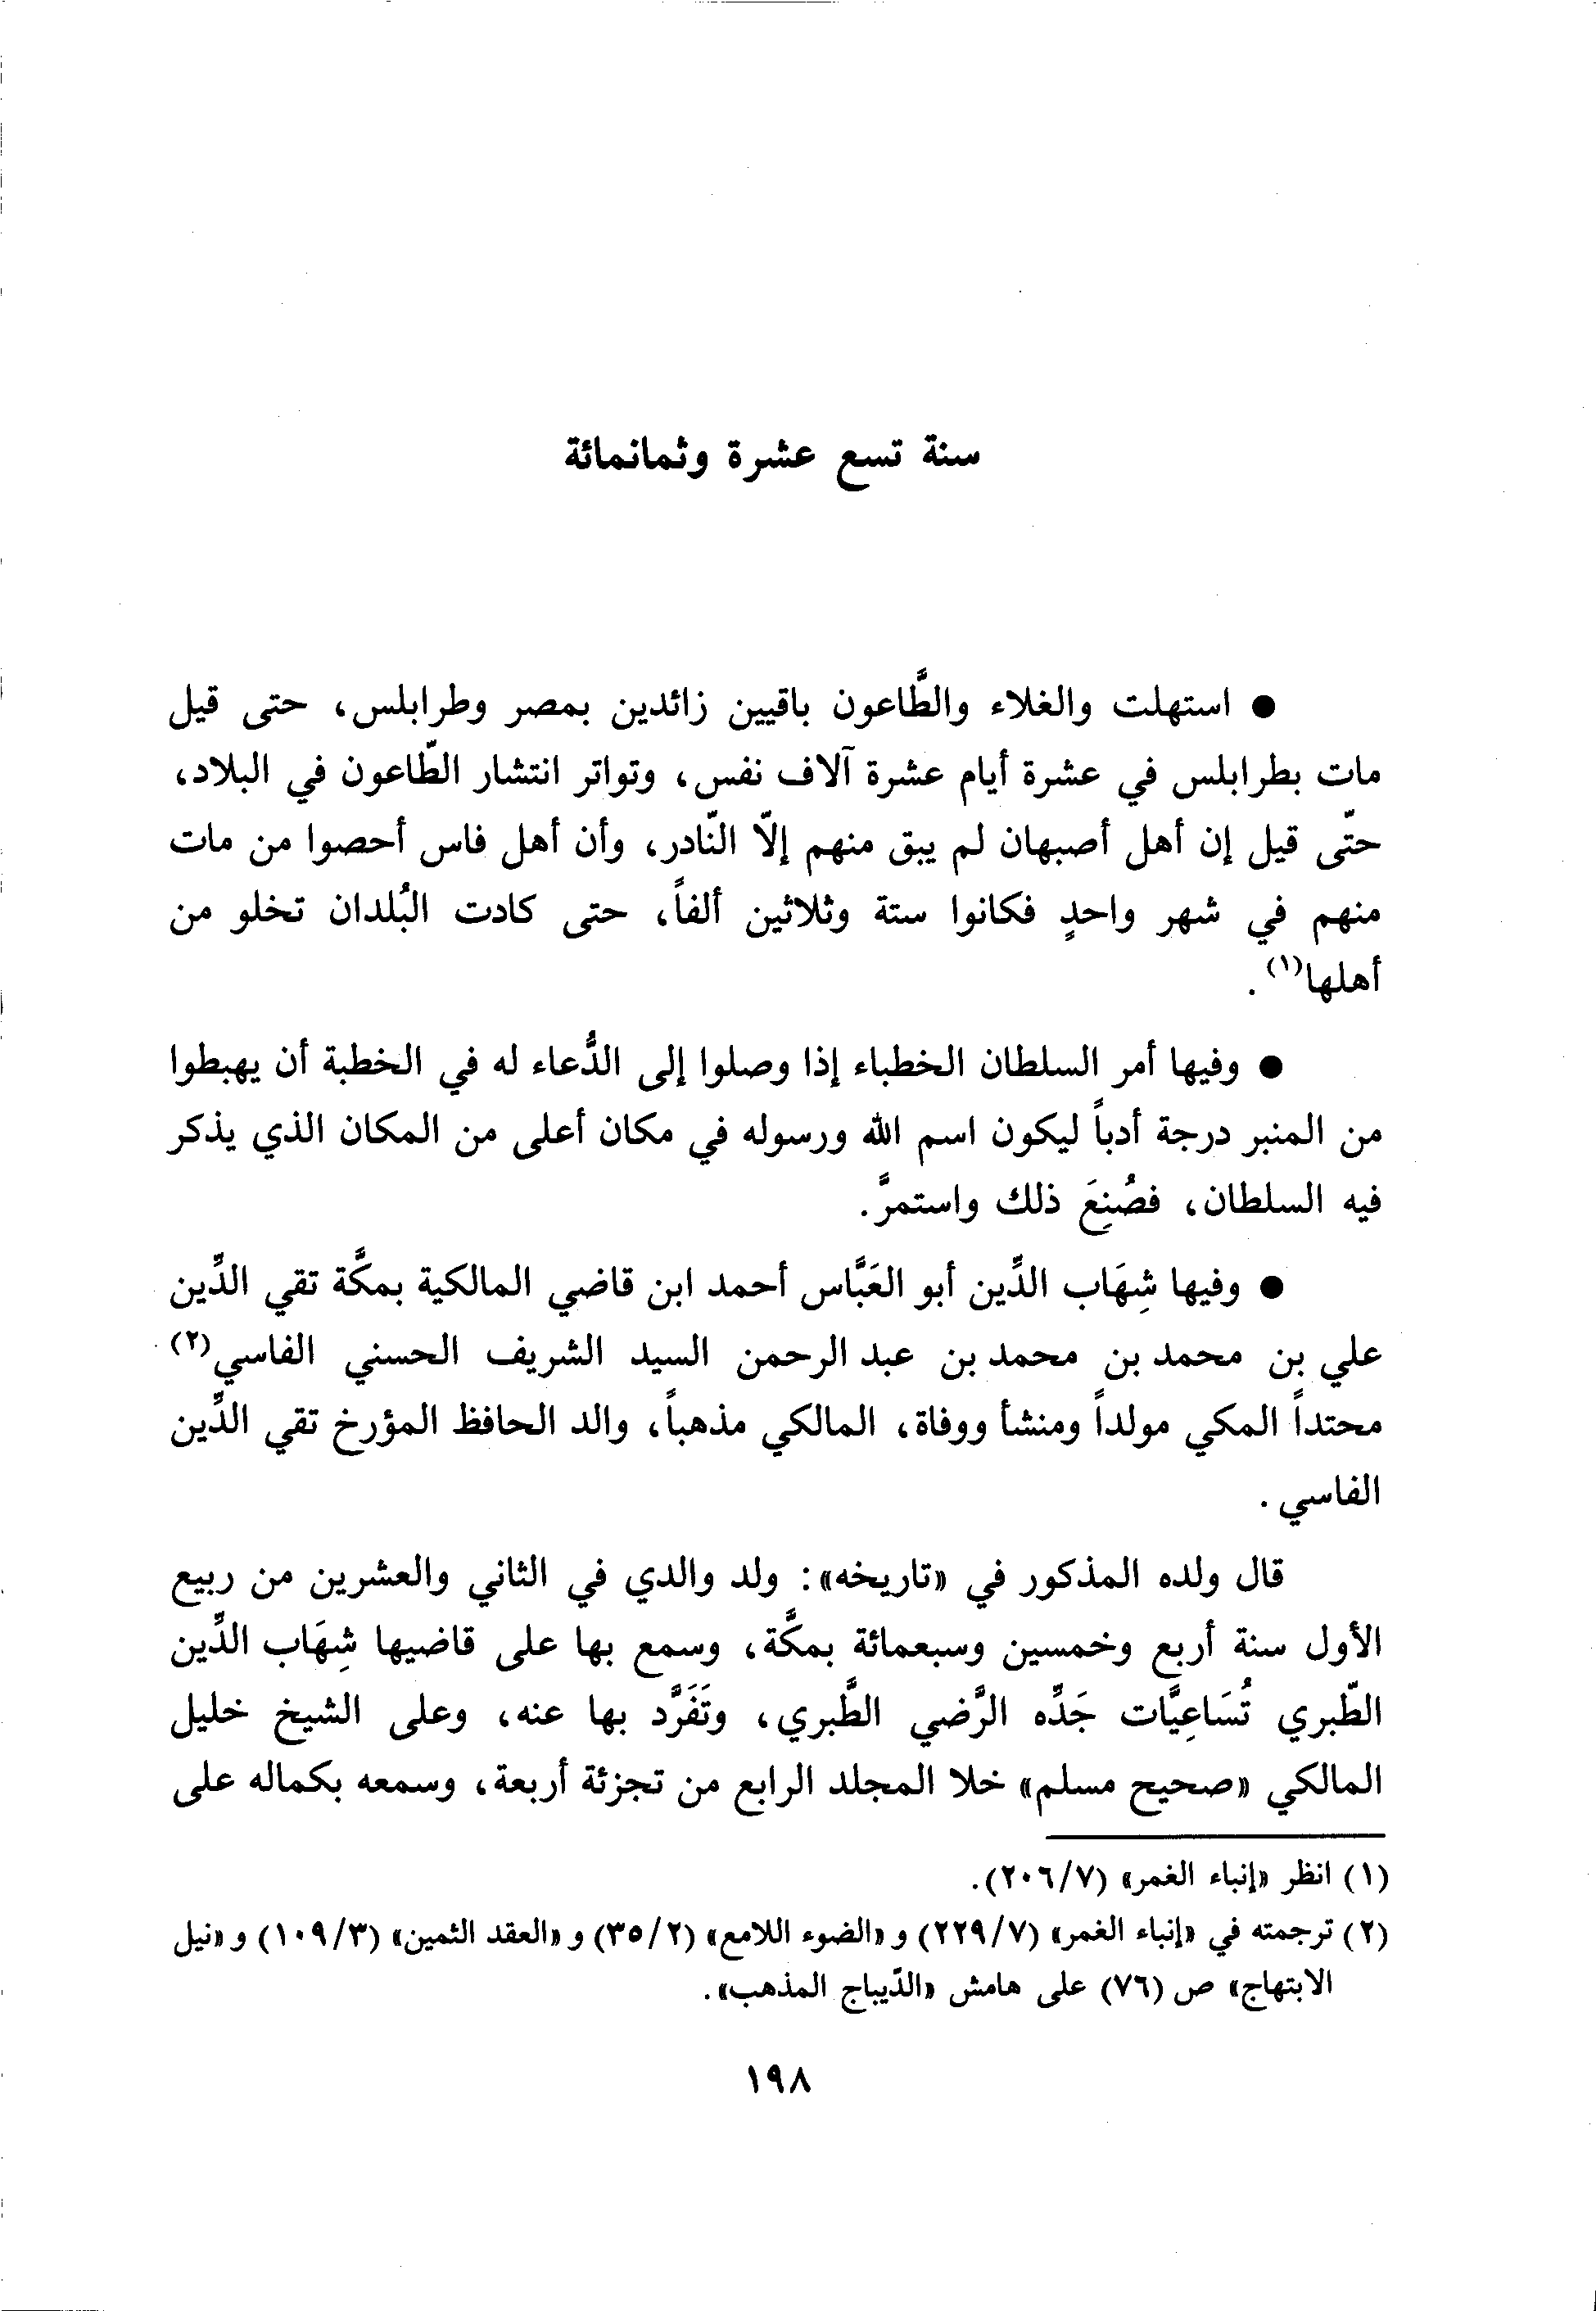 سنة تسع عشرة وثمانمائة
● استهلت والغلاء والطَّاعون باقيين زائدين بمصر وطرابلس، حتى قيل
مات بطرابلس في عشرة أيام عشرة آلاف نفس، وتواتر انتشار الطّاعون في البلاد،
حتّى قيل إن أهل أصبهان لم يبق منهم إلّا النّادر، وأن أهل فاس أحصوا من مات
منهم في شهر واحدٍ فكانوا ستة وثلاثين ألفاً، حتى كادت البُلدان تخلو من
أهلها(١).
● وفيها أمر السلطان الخطباء إذا وصلوا إلى الدُّعاء له في الخطبة أن يهبطوا
من المنبر درجة أدباً ليكون اسم الله ورسوله في مكان أعلى من المكان الذي يذكر
فيه السلطان، فصُنِعَ ذلك واستمرَّ.
● وفيها شِهَاب الدِّين أبو العَبَّاس أحمد ابن قاضي المالكية بمكَّة تقي الدِّين
علي بن محمد بن محمد بن عبد الرحمن السيد الشريف الحسني الفاسي(٢)
محتداً المكي مولداً ومنشأ ووفاة، المالكي مذهباً، والد الحافظ المؤرخ تقي الدِّين
الفاسي.
قال ولده المذكور في «تاريخه»: ولد والدي في الثاني والعشرين من ربيع
الأول سنة أربع وخمسين وسبعمائة بمكَّة، وسمع بها على قاضيها شِهَاب الدِّين
الطّبري تُسَاعِيَّات جَدِّه الرَّضي الطَّبري، وتَفَرَّد بها عنه، وعلى الشيخ خليل
المالكي «صحيح مسلم» خلا المجلد الرابع من تجزئة أربعة، وسمعه بكماله على
(١) انظر «إنباء الغمر» (٢٠٦/٧).
(٢) ترجمته في «إنباء الغمر» (٢٢٩/٧) و«الضوء اللامع» (٣٥/٢) و«العقد الثمين» (١٠٩/٣) و«نيل
الابتهاج» ص (٧٦) على هامش «الدّيباج المذهب».
١٩٨